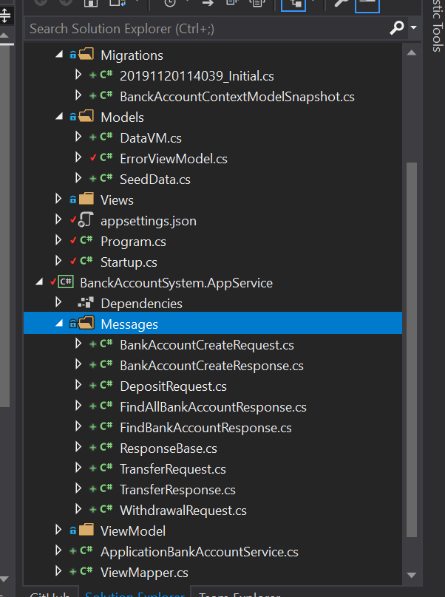 Search Solution Explorer (Ctrl+;)
Migrations
C# 20191120114039_Initial.cs
C# BanckAccountContextModelSnapshot.cs
Models
C# DataVM.cs
C# ErrorViewModel.cs
C# SeedData.cs
Views
appsettings.json
C# Program.cs
C# Startup.cs
C# BanckAccountSystem.AppService
Dependencies
Messages
C# BankAccountCreateRequest.cs
C# BankAccountCreateResponse.cs
C# DepositRequest.cs
C# FindAllBankAccountResponse.cs
C# FindBankAccountResponse.cs
C# ResponseBase.cs
C# TransferRequest.cs
C# TransferResponse.cs
C# WithdrawalRequest.cs
ViewModel
C# ApplicationBankAccountService.cs
C# ViewMapper.cs
GitHub Solution Explorer Team Explorer
Tools